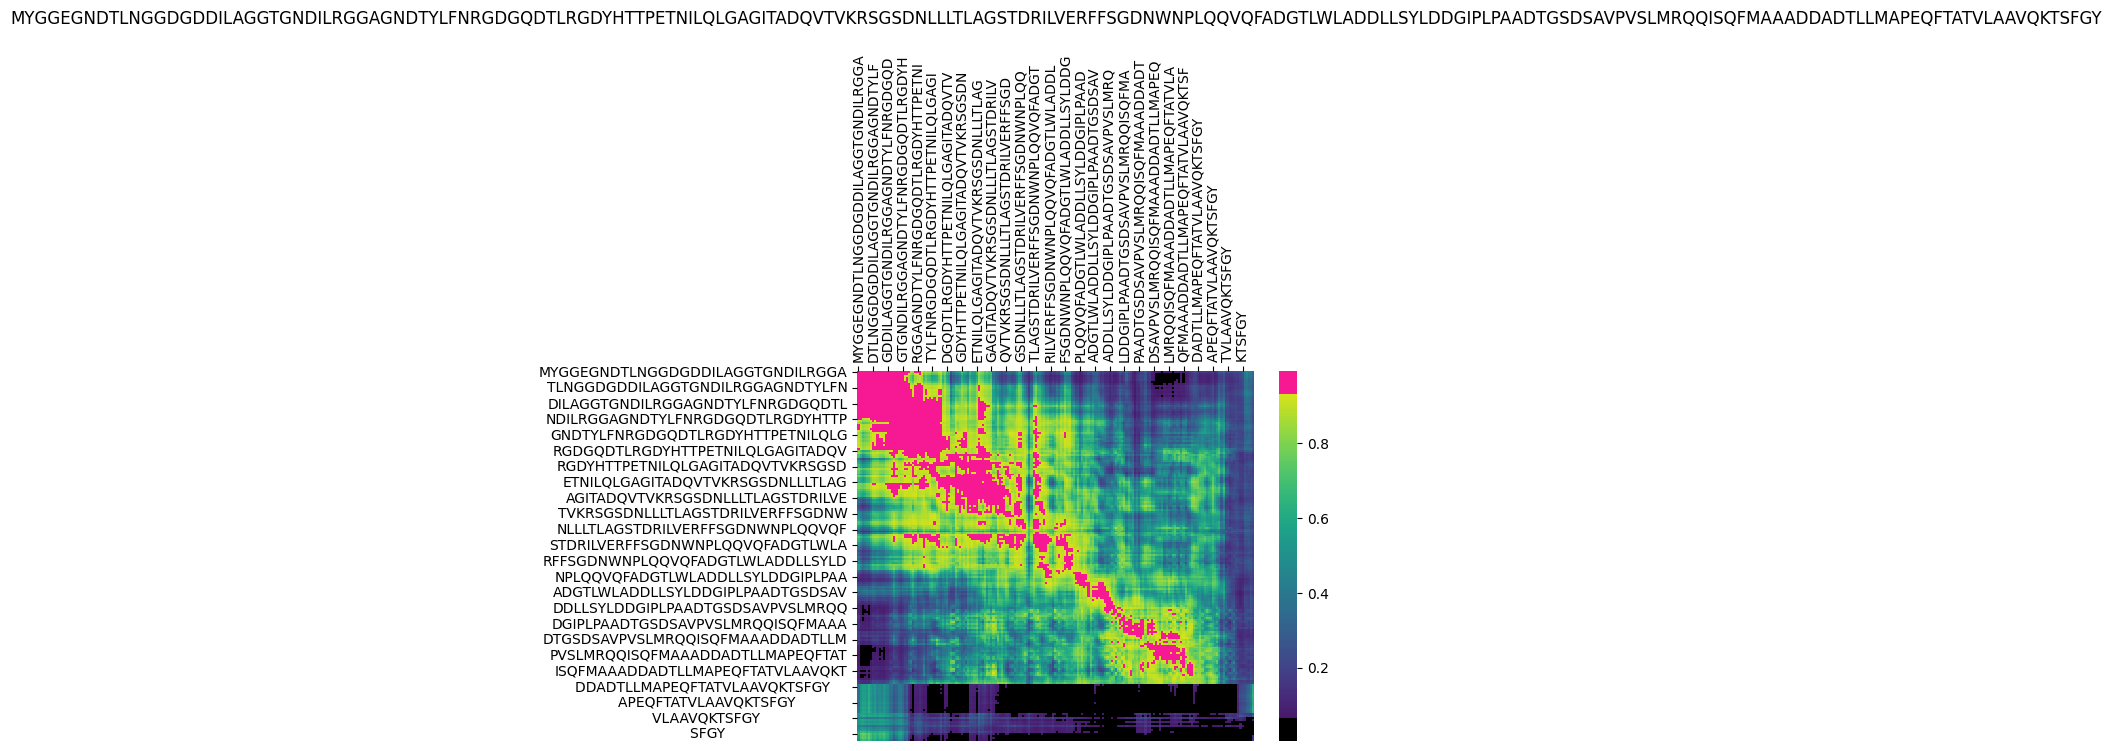 MYGGEGNDTLNGGDGDDILAGGTGNDILRGGAGNDTYLFNRGDGQDTLRGDYHTTPETNILQLGAGITADQVTVKRSGSDNLLLTLAGSTDRILVERFFSGDNWNPLQQVQFADGTLWLADDLLSYLDDGIPLPAADTGSDSAVPVSLMRQQISQFMAAADDADTLLMAPEQFTATVLAAVQKTSFGY
MYGGEGNDTLNGGDGDDILAGGTGNDILRGGA
DTLNGGDGDDILAGGTGNDILRGGAGNDTYLF
GDDILAGGTGNDILRGGAGNDTYLFNRGDGQD
GTGNDILRGGAGNDTYLFNRGDGQDTLRGDYH
RGGAGNDTYLFNRGDGQDTLRGDYHTTPETNI
TYLFNRGDGQDTLRGDYHTTPETNILQLGAGI
DGQDTLRGDYHTTPETNILQLGAGITADQVTV
GDYHTTPETNILQLGAGITADQVTVKRSGSDN
ETNILQLGAGITADQVTVKRSGSDNLLLTLAG
GAGITADQVTVKRSGSDNLLLTLAGSTDRILV
QVTVKRSGSDNLLLTLAGSTDRILVERFFSGD
GSDNLLLTLAGSTDRILVERFFSGDNWNPLQQ
TLAGSTDRILVERFFSGDNWNPLQQVQFADGT
RILVERFFSGDNWNPLQQVQFADGTLWLADDL
FSGDNWNPLQQVQFADGTLWLADDLLSYLDDG
PLQQVQFADGTLWLADDLLSYLDDGIPLPAAD
ADGTLWLADDLLSYLDDGIPLPAADTGSDSAV
ADDLLSYLDDGIPLPAADTGSDSAVPVSLMRQ
LDDGIPLPAADTGSDSAVPVSLMRQQISQFMA
PAADTGSDSAVPVSLMRQQISQFMAAADDADT
DSAVPVSLMRQQISQFMAAADDADTLLMAPEQ
LMRQQISQFMAAADDADTLLMAPEQFTATVLA
QFMAAADDADTLLMAPEQFTATVLAAVQKTSF
DADTLLMAPEQFTATVLAAVQKTSFGY
APEQFTATVLAAVQKTSFGY
TVLAAVQKTSFGY
KTSFGY
MYGGEGNDTLNGGDGDDILAGGTGNDILRGGA
TLNGGDGDDILAGGTGNDILRGGAGNDTYLFN
DILAGGTGNDILRGGAGNDTYLFNRGDGQDTL
NDILRGGAGNDTYLFNRGDGQDTLRGDYHTTP
GNDTYLFNRGDGQDTLRGDYHTTPETNILQLG
RGDGQDTLRGDYHTTPETNILQLGAGITADQV
RGDYHTTPETNILQLGAGITADQVTVKRSGSD
ETNILQLGAGITADQVTVKRSGSDNLLLTLAG
AGITADQVTVKRSGSDNLLLTLAGSTDRILVE
TVKRSGSDNLLLTLAGSTDRILVERFFSGDNW
NLLLTLAGSTDRILVERFFSGDNWNPLQQVQF
STDRILVERFFSGDNWNPLQQVQFADGTLWLA
RFFSGDNWNPLQQVQFADGTLWLADDLLSYLD
NPLQQVQFADGTLWLADDLLSYLDDGIPLPAA
ADGTLWLADDLLSYLDDGIPLPAADTGSDSAV
DDLLSYLDDGIPLPAADTGSDSAVPVSLMRQQ
DGIPLPAADTGSDSAVPVSLMRQQISQFMAAA
DTGSDSAVPVSLMRQQISQFMAAADDADTLLM
PVSLMRQQISQFMAAADDADTLLMAPEQFTAT
ISQFMAAADDADTLLMAPEQFTATVLAAVQKT
DDADTLLMAPEQFTATVLAAVQKTSFGY
APEQFTATVLAAVQKTSFGY
VLAAVQKTSFGY
SFGY
0.8
0.6
0.4
0.2